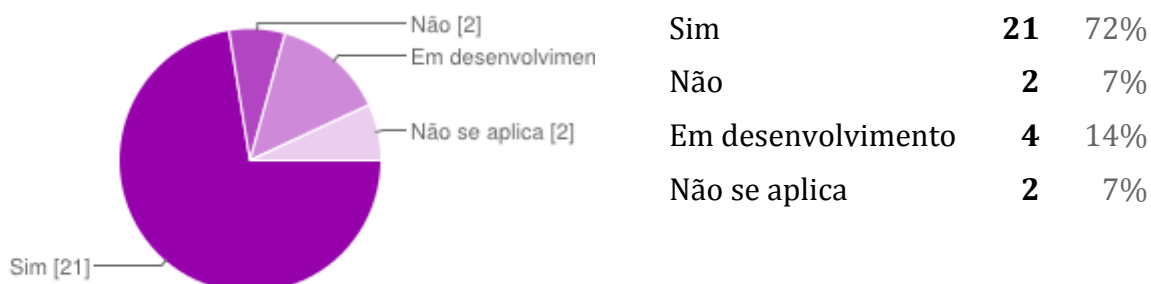 Não [2]
Em desenvolvimen
Não se aplica [2]
Sim [21]
Sim 21 72%
Não 2 7%
Em desenvolvimento 4 14%
Não se aplica 2 7%